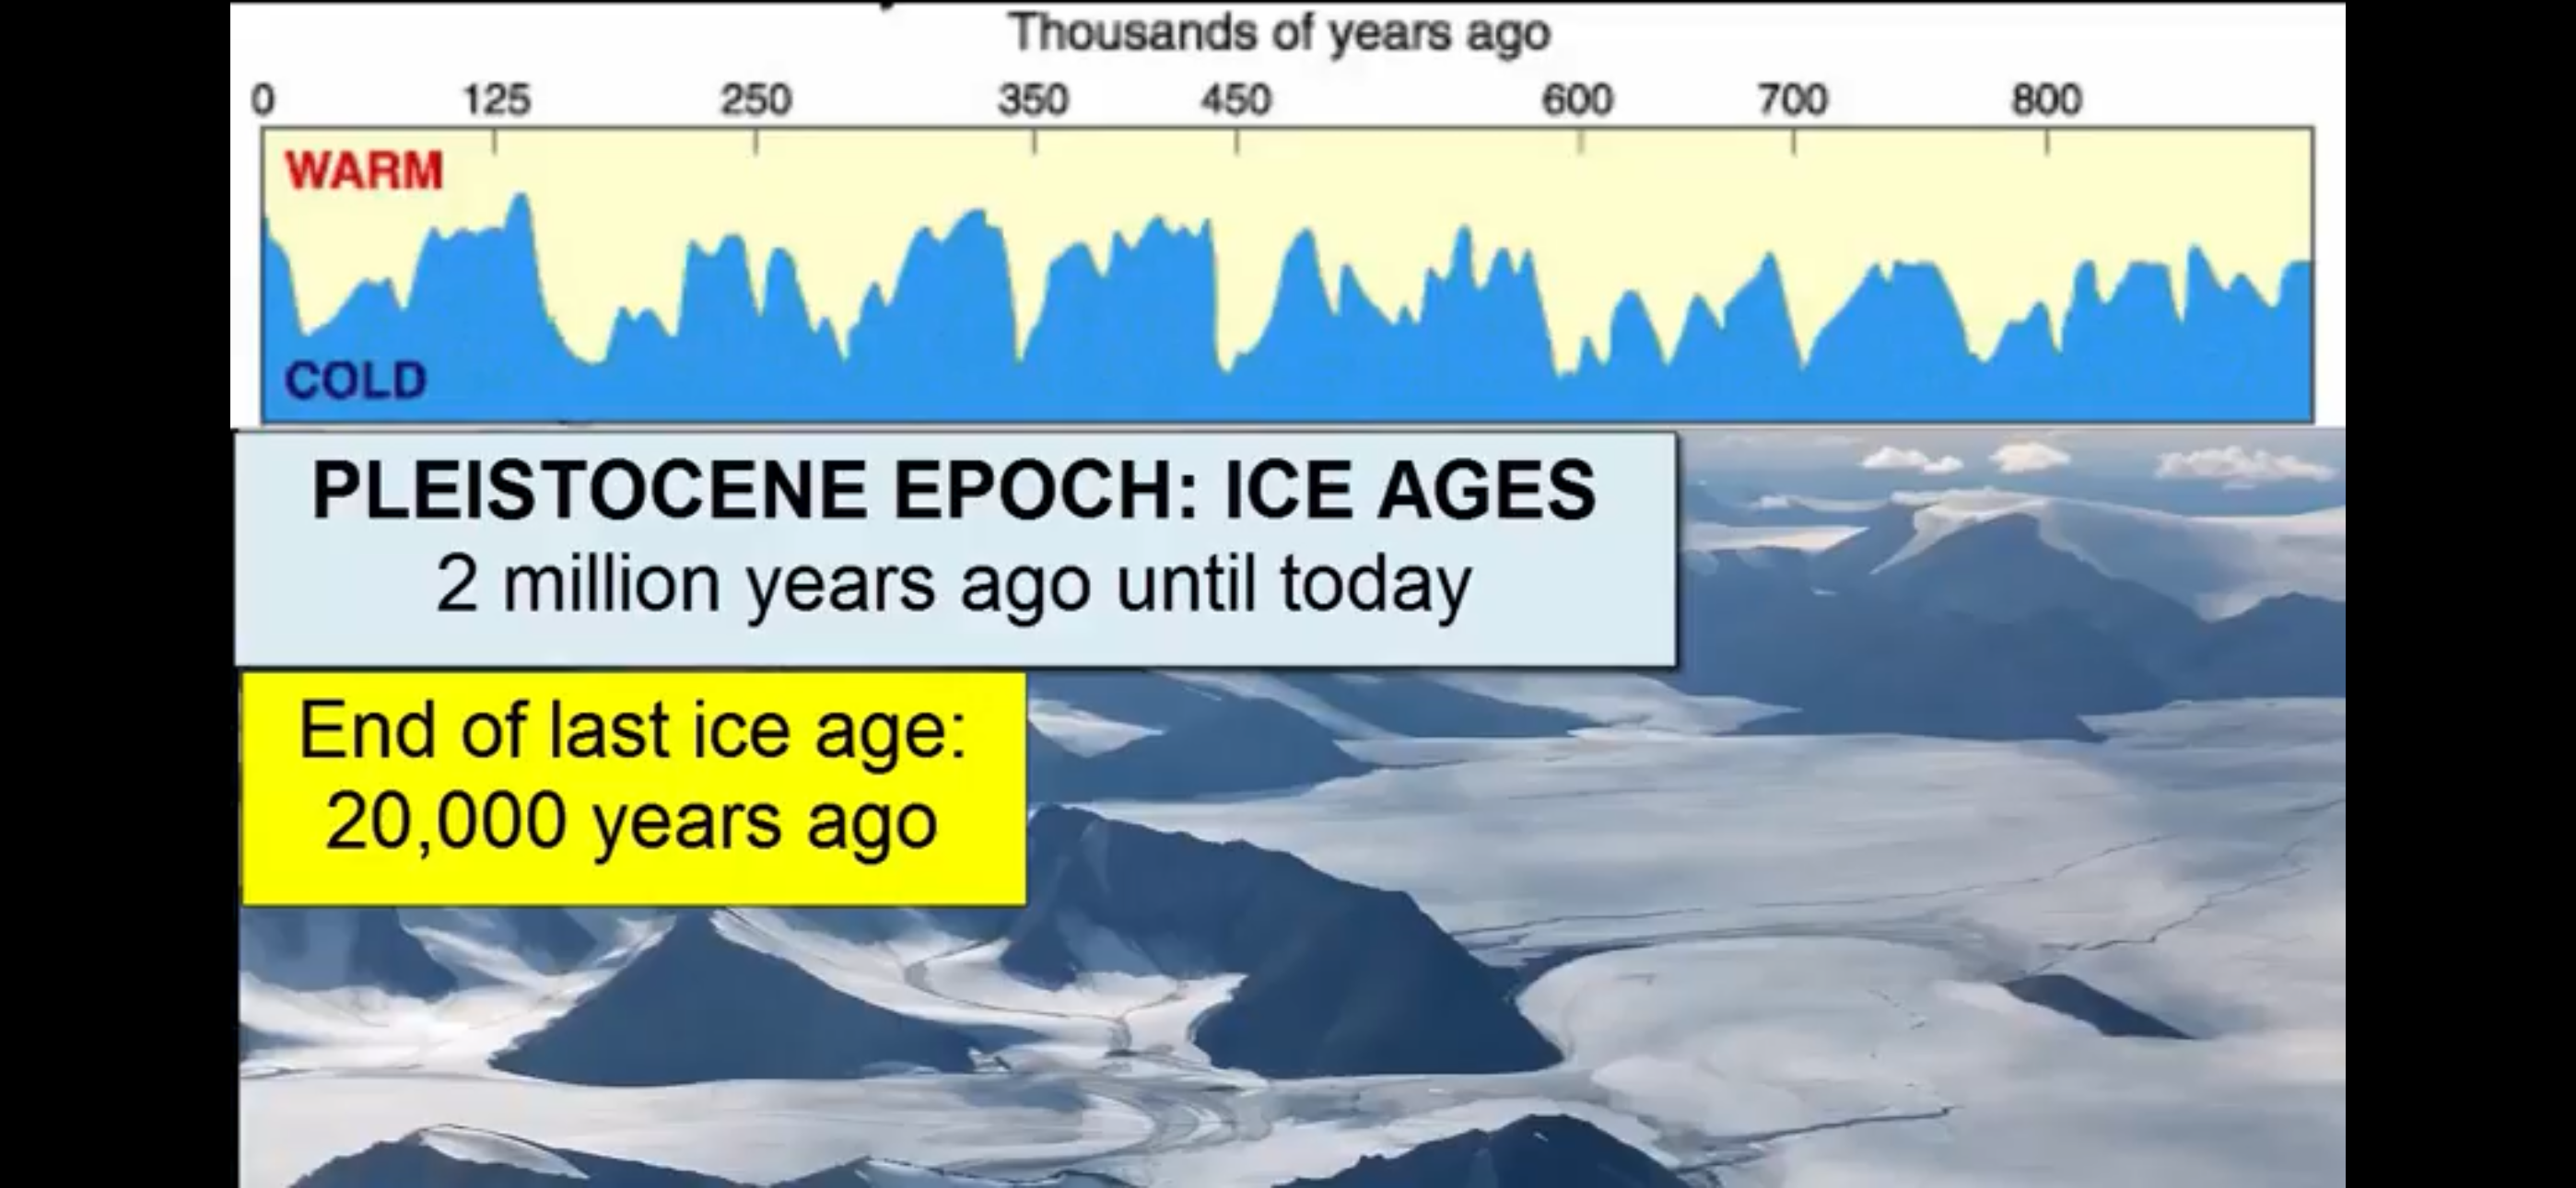 Thousands of years ago
0 125 250 350 450 600 700 800
WARM
COLD
PLEISTOCENE EPOCH: ICE AGES
2 million years ago until today
End of last ice age:
20,000 years ago